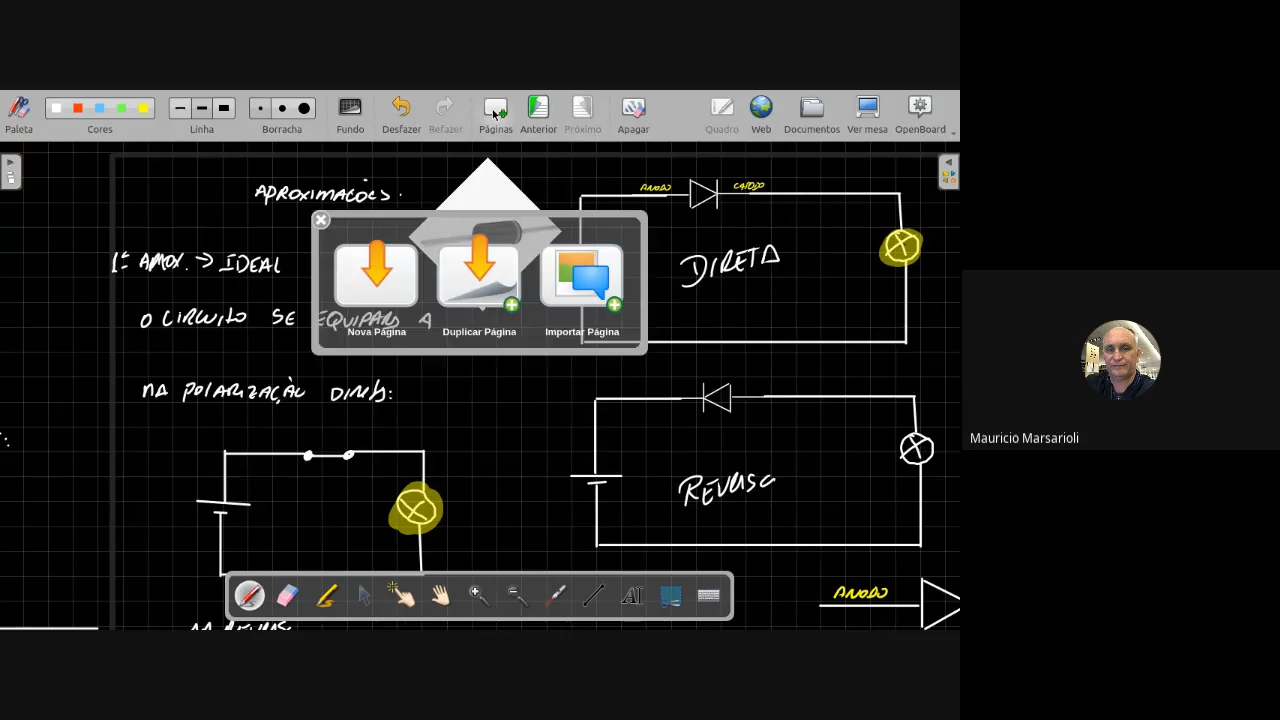 Paleta
Cores
Linha
Borracha
Fundo
Desfazer
Refazer
Páginas
Anterior
Próximo
Apagar
Quadro
Web
Documentos
Ver mesa
OpenBoard
APROXIMAÇÕES.
ANODO
CATODO
1ª APROX. → IDEAL
DIRETA
O CIRCUITO SE EQUIPARA A
Nova Página
Duplicar Página
Importar Página
NA POLARIZAÇÃO DIRETA:
Mauricio Marsarioli
REVERSA
ANODO
NA REVERSA